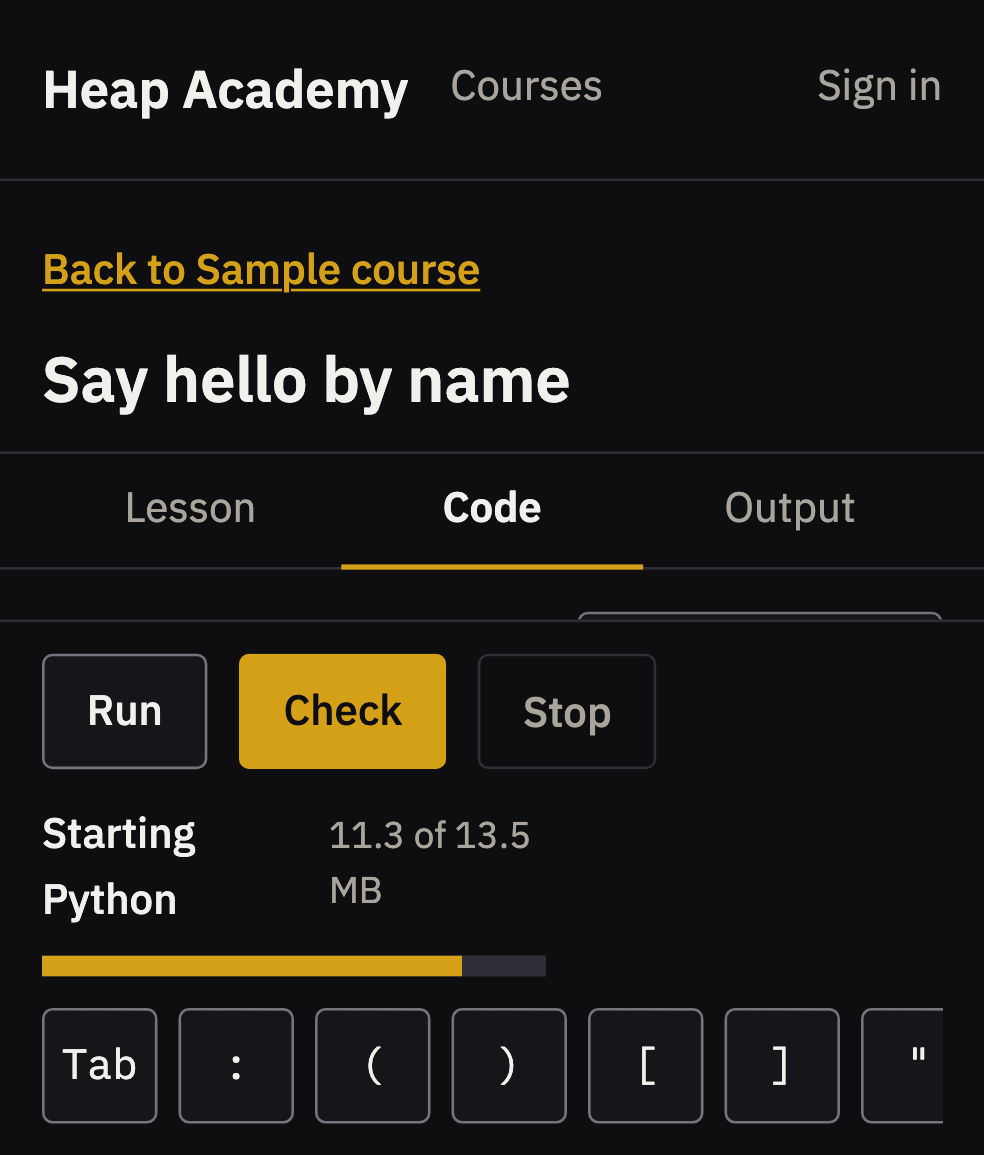 Heap Academy Courses Sign in
Back to Sample course
Say hello by name
Lesson Code Output
Run Check Stop
Starting Python 11.3 of 13.5 MB
Tab : ( ) [ ] "